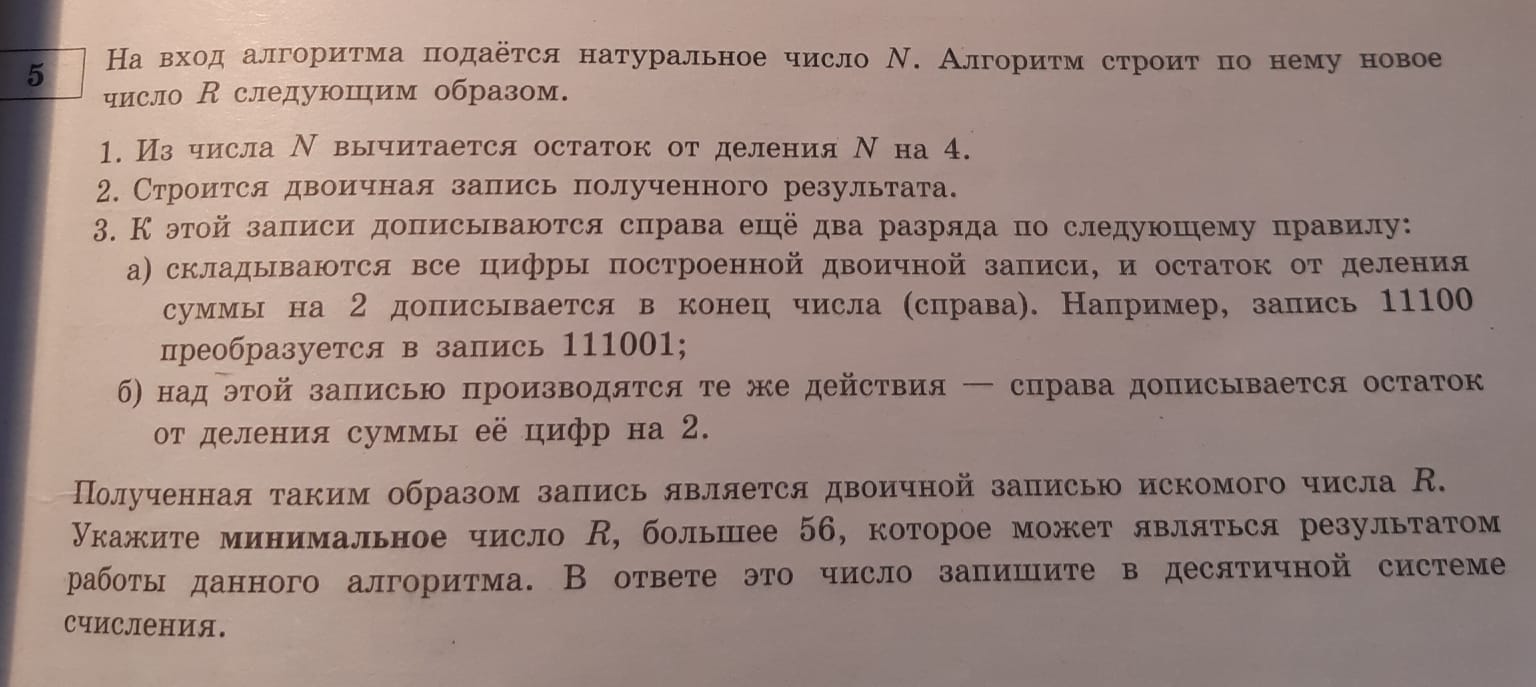 5
На вход алгоритма подаётся натуральное число N. Алгоритм строит по нему новое
число R следующим образом.
1. Из числа N вычитается остаток от деления N на 4.
2. Строится двоичная запись полученного результата.
3. К этой записи дописываются справа ещё два разряда по следующему правилу:
а) складываются все цифры построенной двоичной записи, и остаток от деления
суммы на 2 дописывается в конец числа (справа). Например, запись 11100
преобразуется в запись 111001;
б) над этой записью производятся те же действия — справа дописывается остаток
от деления суммы её цифр на 2.
Полученная таким образом запись является двоичной записью искомого числа R.
Укажите минимальное число R, большее 56, которое может являться результатом
работы данного алгоритма. В ответе это число запишите в десятичной системе
счисления.